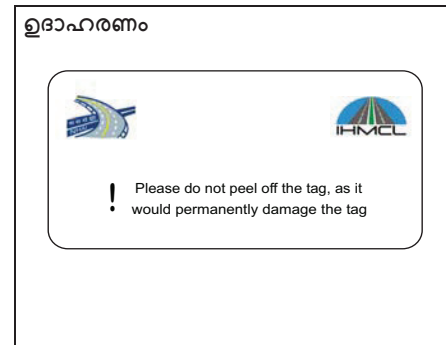 ഉദാഹരണം
IHMCL
! Please do not peel off the tag, as it
would permanently damage the tag